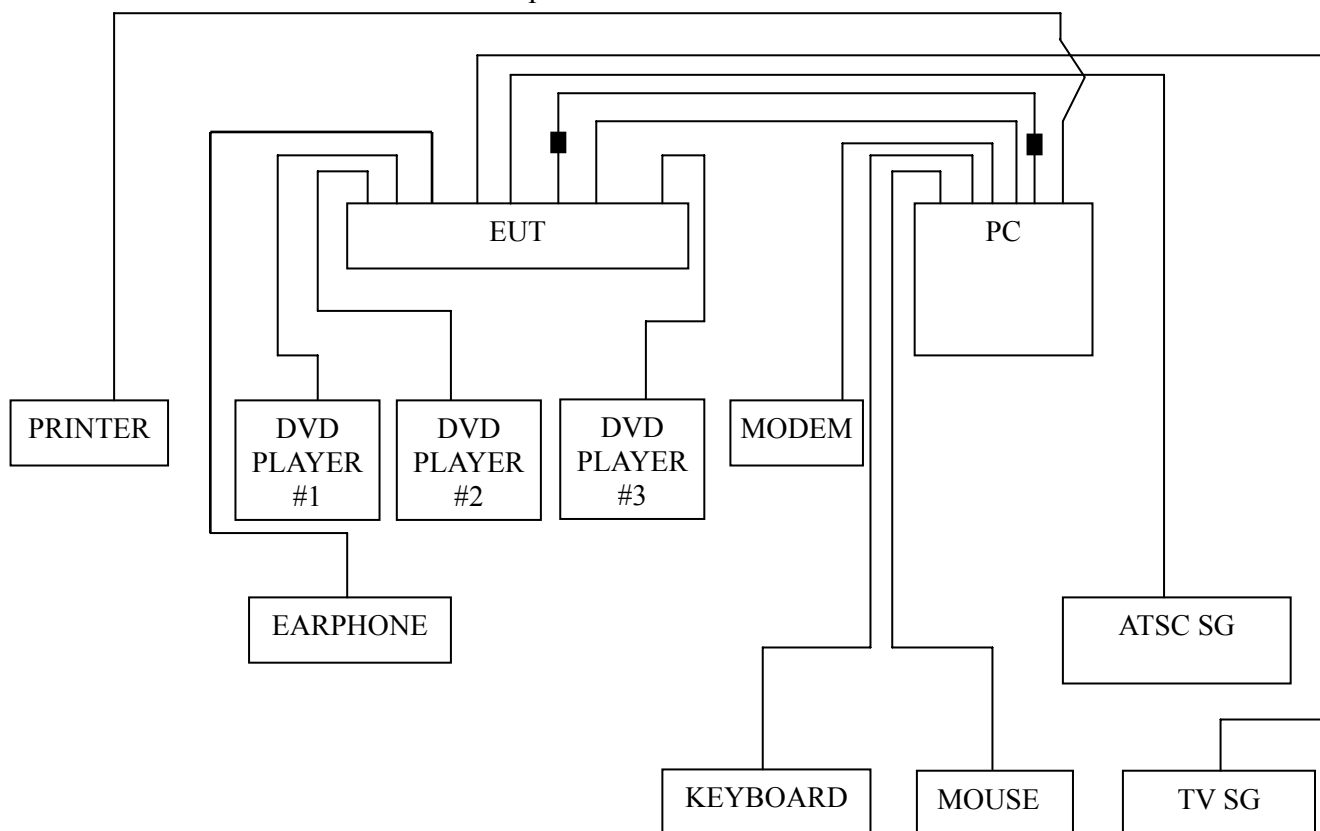 EUT
PC
PRINTER
DVD
PLAYER
#1
DVD
PLAYER
#2
DVD
PLAYER
#3
MODEM
EARPHONE
ATSC SG
KEYBOARD
MOUSE
TV SG